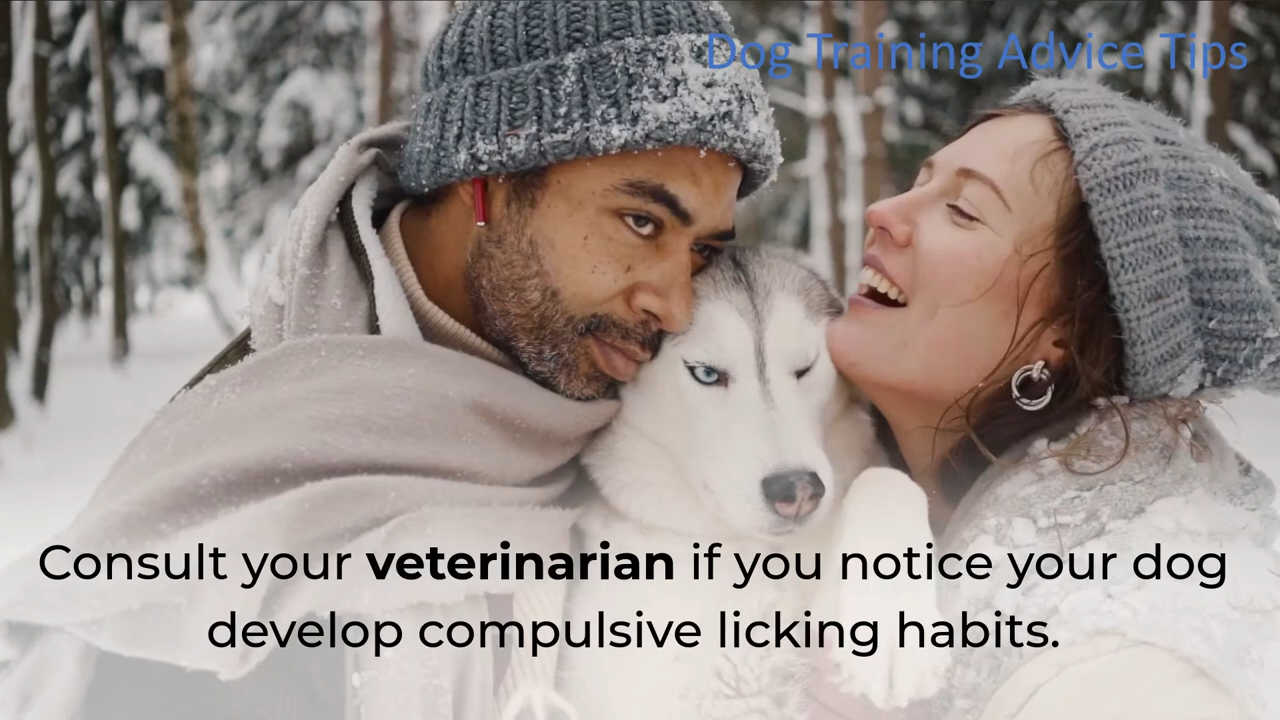 Dog Training Advice Tips
Consult your veterinarian if you notice your dog
develop compulsive licking habits.